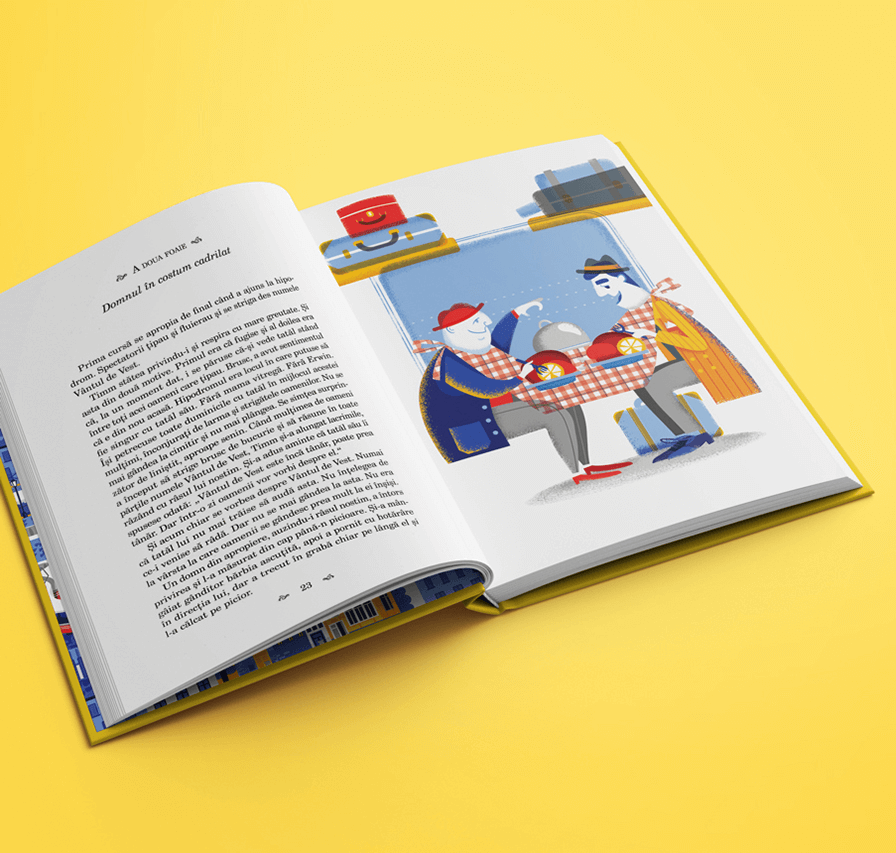 A DOUA FOAIE
Domnul în costum cadrilat
Prima cursă se apropia de final când a ajuns la hipo-
drom. Spectatorii țipau și fluierau și se striga des numele
Vântul de Vest.
Timm stătea privindu-i și respira cu mare greutate. Și
asta din două motive. Primul era că fugise și al doilea era
că, la un moment dat, i se păruse că-și vede tatăl stând
între toți acei oameni care țipau. Brusc, a avut sentimentul
că e din nou acasă. Hipodromul era locul în care putuse să
fie singur cu tatăl său. Fără mama vitregă. Fără Erwin.
Își petrecuse toate duminicile cu tatăl în mijlocul acestei
mulțimi, înconjurați de larma și strigătele oamenilor. Nu se
mai gândea la cimitir și nu mai plângea. Se simțea surprin-
zător de liniștit, aproape senin. Când mulțimea de oameni
a început să strige brusc de bucurie și să răsune în toate
părțile numele Vântul de Vest, Timm și-a alungat lacrimile,
râzând cu râsul lui nostim. Și-a adus aminte că tatăl său îi
spusese odată: „Vântul de Vest este încă tânăr, poate prea
tânăr. Dar într-o zi oamenii vor vorbi despre el.“
Și acum chiar se vorbea despre Vântul de Vest. Numai
că tatăl lui nu mai trăise să audă asta. Nu înțelegea de
ce-i venise să râdă. Dar nu se mai gândea la asta. Nu era
la vârsta la care oamenii se gândesc prea mult la ei înșiși.
Un domn din apropiere, auzindu-i râsul nostim, a întors
privirea și l-a măsurat din cap până-n picioare. Și-a mân-
gâiat gânditor bărbia ascuțită, apoi a pornit cu hotărâre
în direcția lui, dar a trecut în grabă chiar pe lângă el și
l-a călcat pe picior.
23